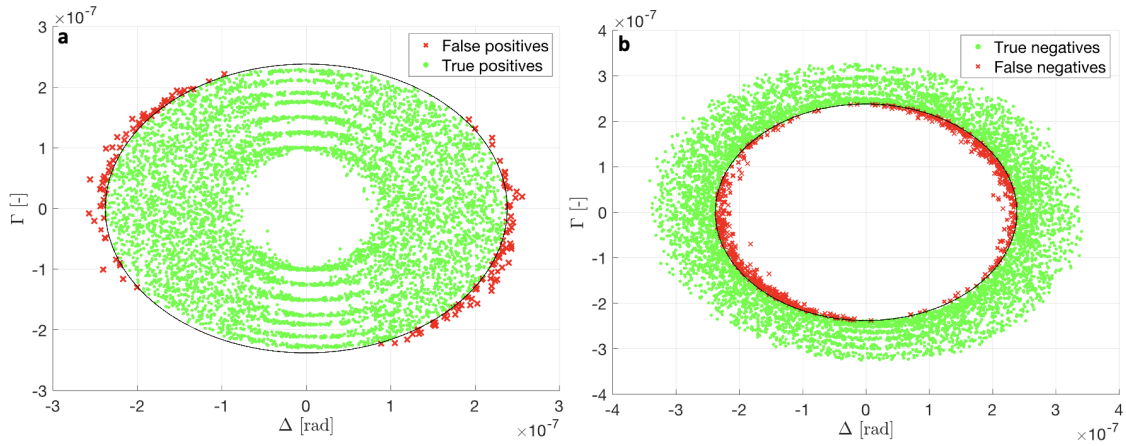 a
×10⁻⁷
3
2
1
0
-1
-2
-3
Γ [-]
False positives
True positives
-3 -2 -1 0 1 2 3
Δ [rad]
×10⁻⁷
b
×10⁻⁷
4
3
2
1
0
-1
-2
-3
-4
Γ [-]
True negatives
False negatives
-4 -3 -2 -1 0 1 2 3 4
Δ [rad]
×10⁻⁷